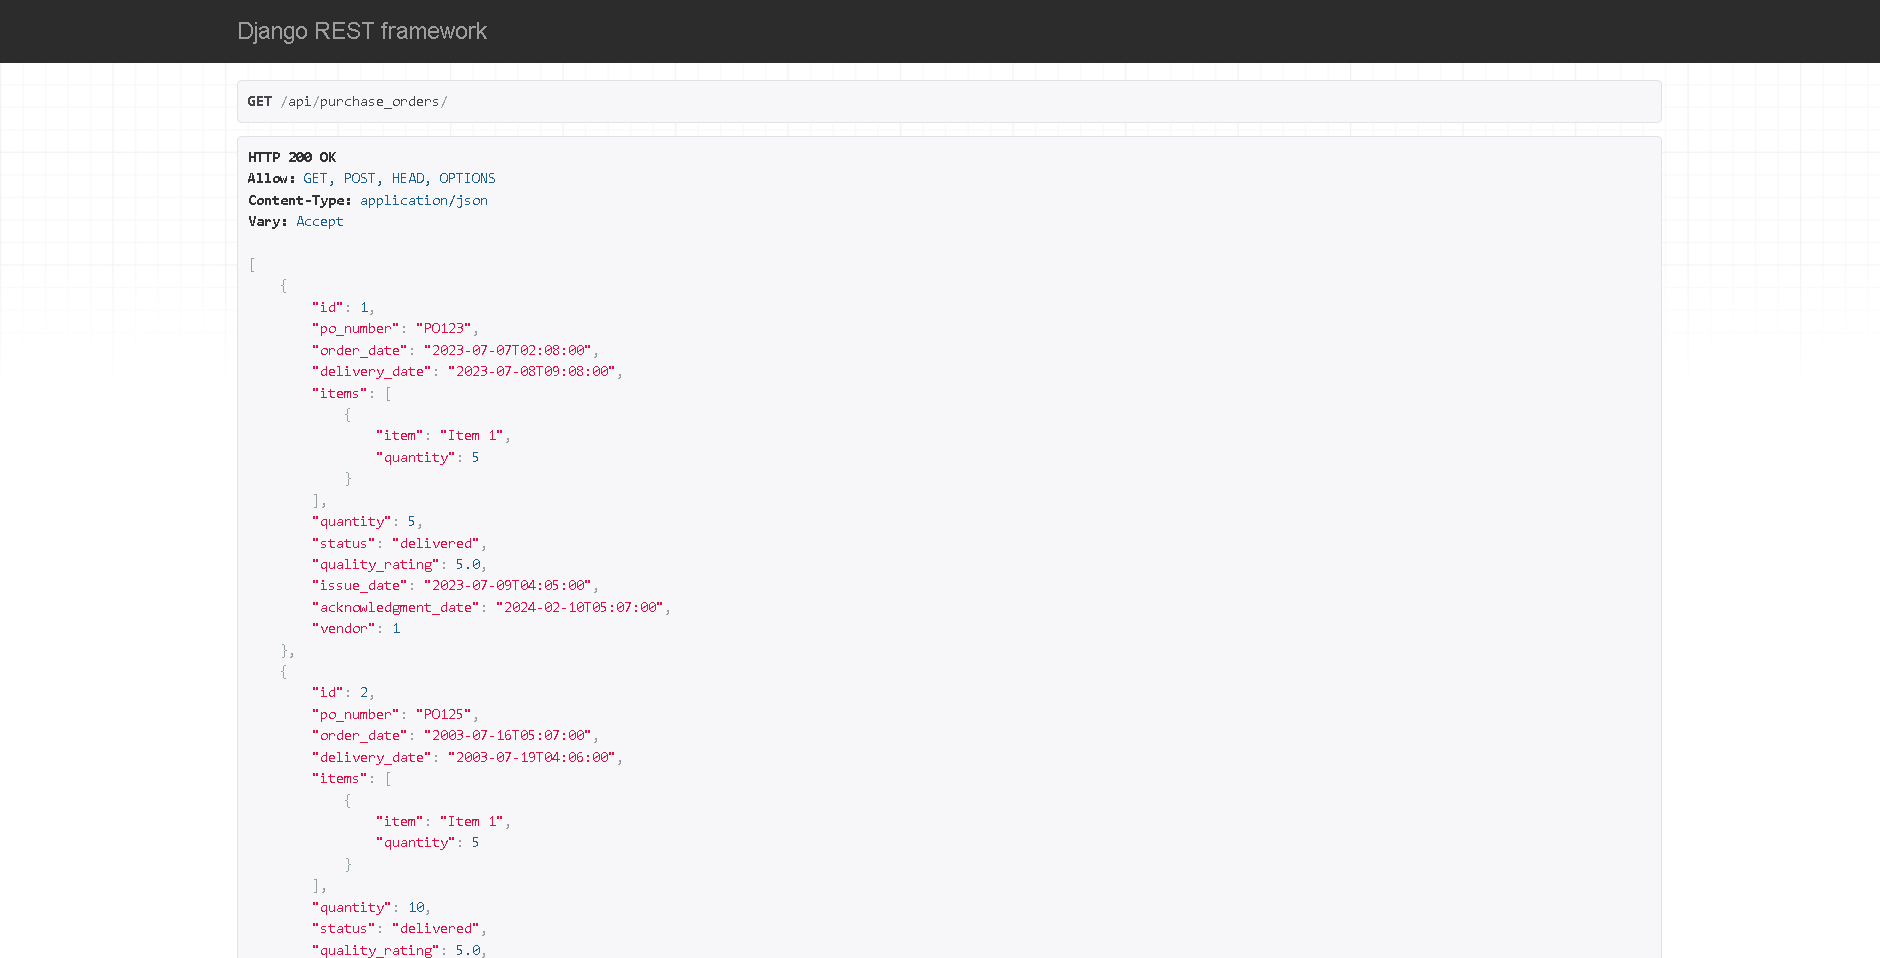 Django REST framework
GET /api/purchase_orders/
HTTP 200 OK
Allow: GET, POST, HEAD, OPTIONS
Content-Type: application/json
Vary: Accept
[
    {
        "id": 1,
        "po_number": "PO123",
        "order_date": "2023-07-07T02:08:00",
        "delivery_date": "2023-07-08T09:08:00",
        "items": [
            {
                "item": "Item 1",
                "quantity": 5
            }
        ],
        "quantity": 5,
        "status": "delivered",
        "quality_rating": 5.0,
        "issue_date": "2023-07-09T04:05:00",
        "acknowledgment_date": "2024-02-10T05:07:00",
        "vendor": 1
    },
    {
        "id": 2,
        "po_number": "PO125",
        "order_date": "2003-07-16T05:07:00",
        "delivery_date": "2003-07-19T04:06:00",
        "items": [
            {
                "item": "Item 1",
                "quantity": 5
            }
        ],
        "quantity": 10,
        "status": "delivered",
        "quality_rating": 5.0,